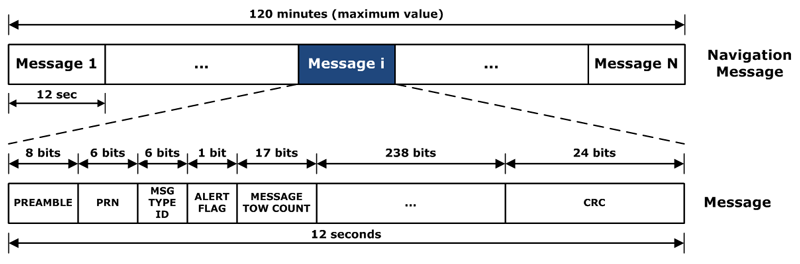 120 minutes (maximum value)
Message 1
...
Message i
...
Message N
Navigation
Message
12 sec
8 bits
6 bits
6 bits
1 bit
17 bits
238 bits
24 bits
PREAMBLE
PRN
MSG
TYPE
ID
ALERT
FLAG
MESSAGE
TOW COUNT
...
CRC
Message
12 seconds